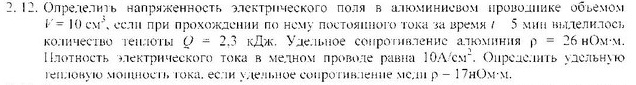 2. 12. Определить напряженность электрического поля в алюминиевом проводнике объемом
V = 10 см³, если при прохождении по нему постоянного тока за время t 5 мин выделилось
количество теплоты Q = 2,3 кДж. Удельное сопротивление алюминия ρ = 26 нОм·м.
Плотность электрического тока в медном проводе равна 10А/см². Определить удельную
тепловую мощность тока, если удельное сопротивление меди ρ = 17нОм·м.